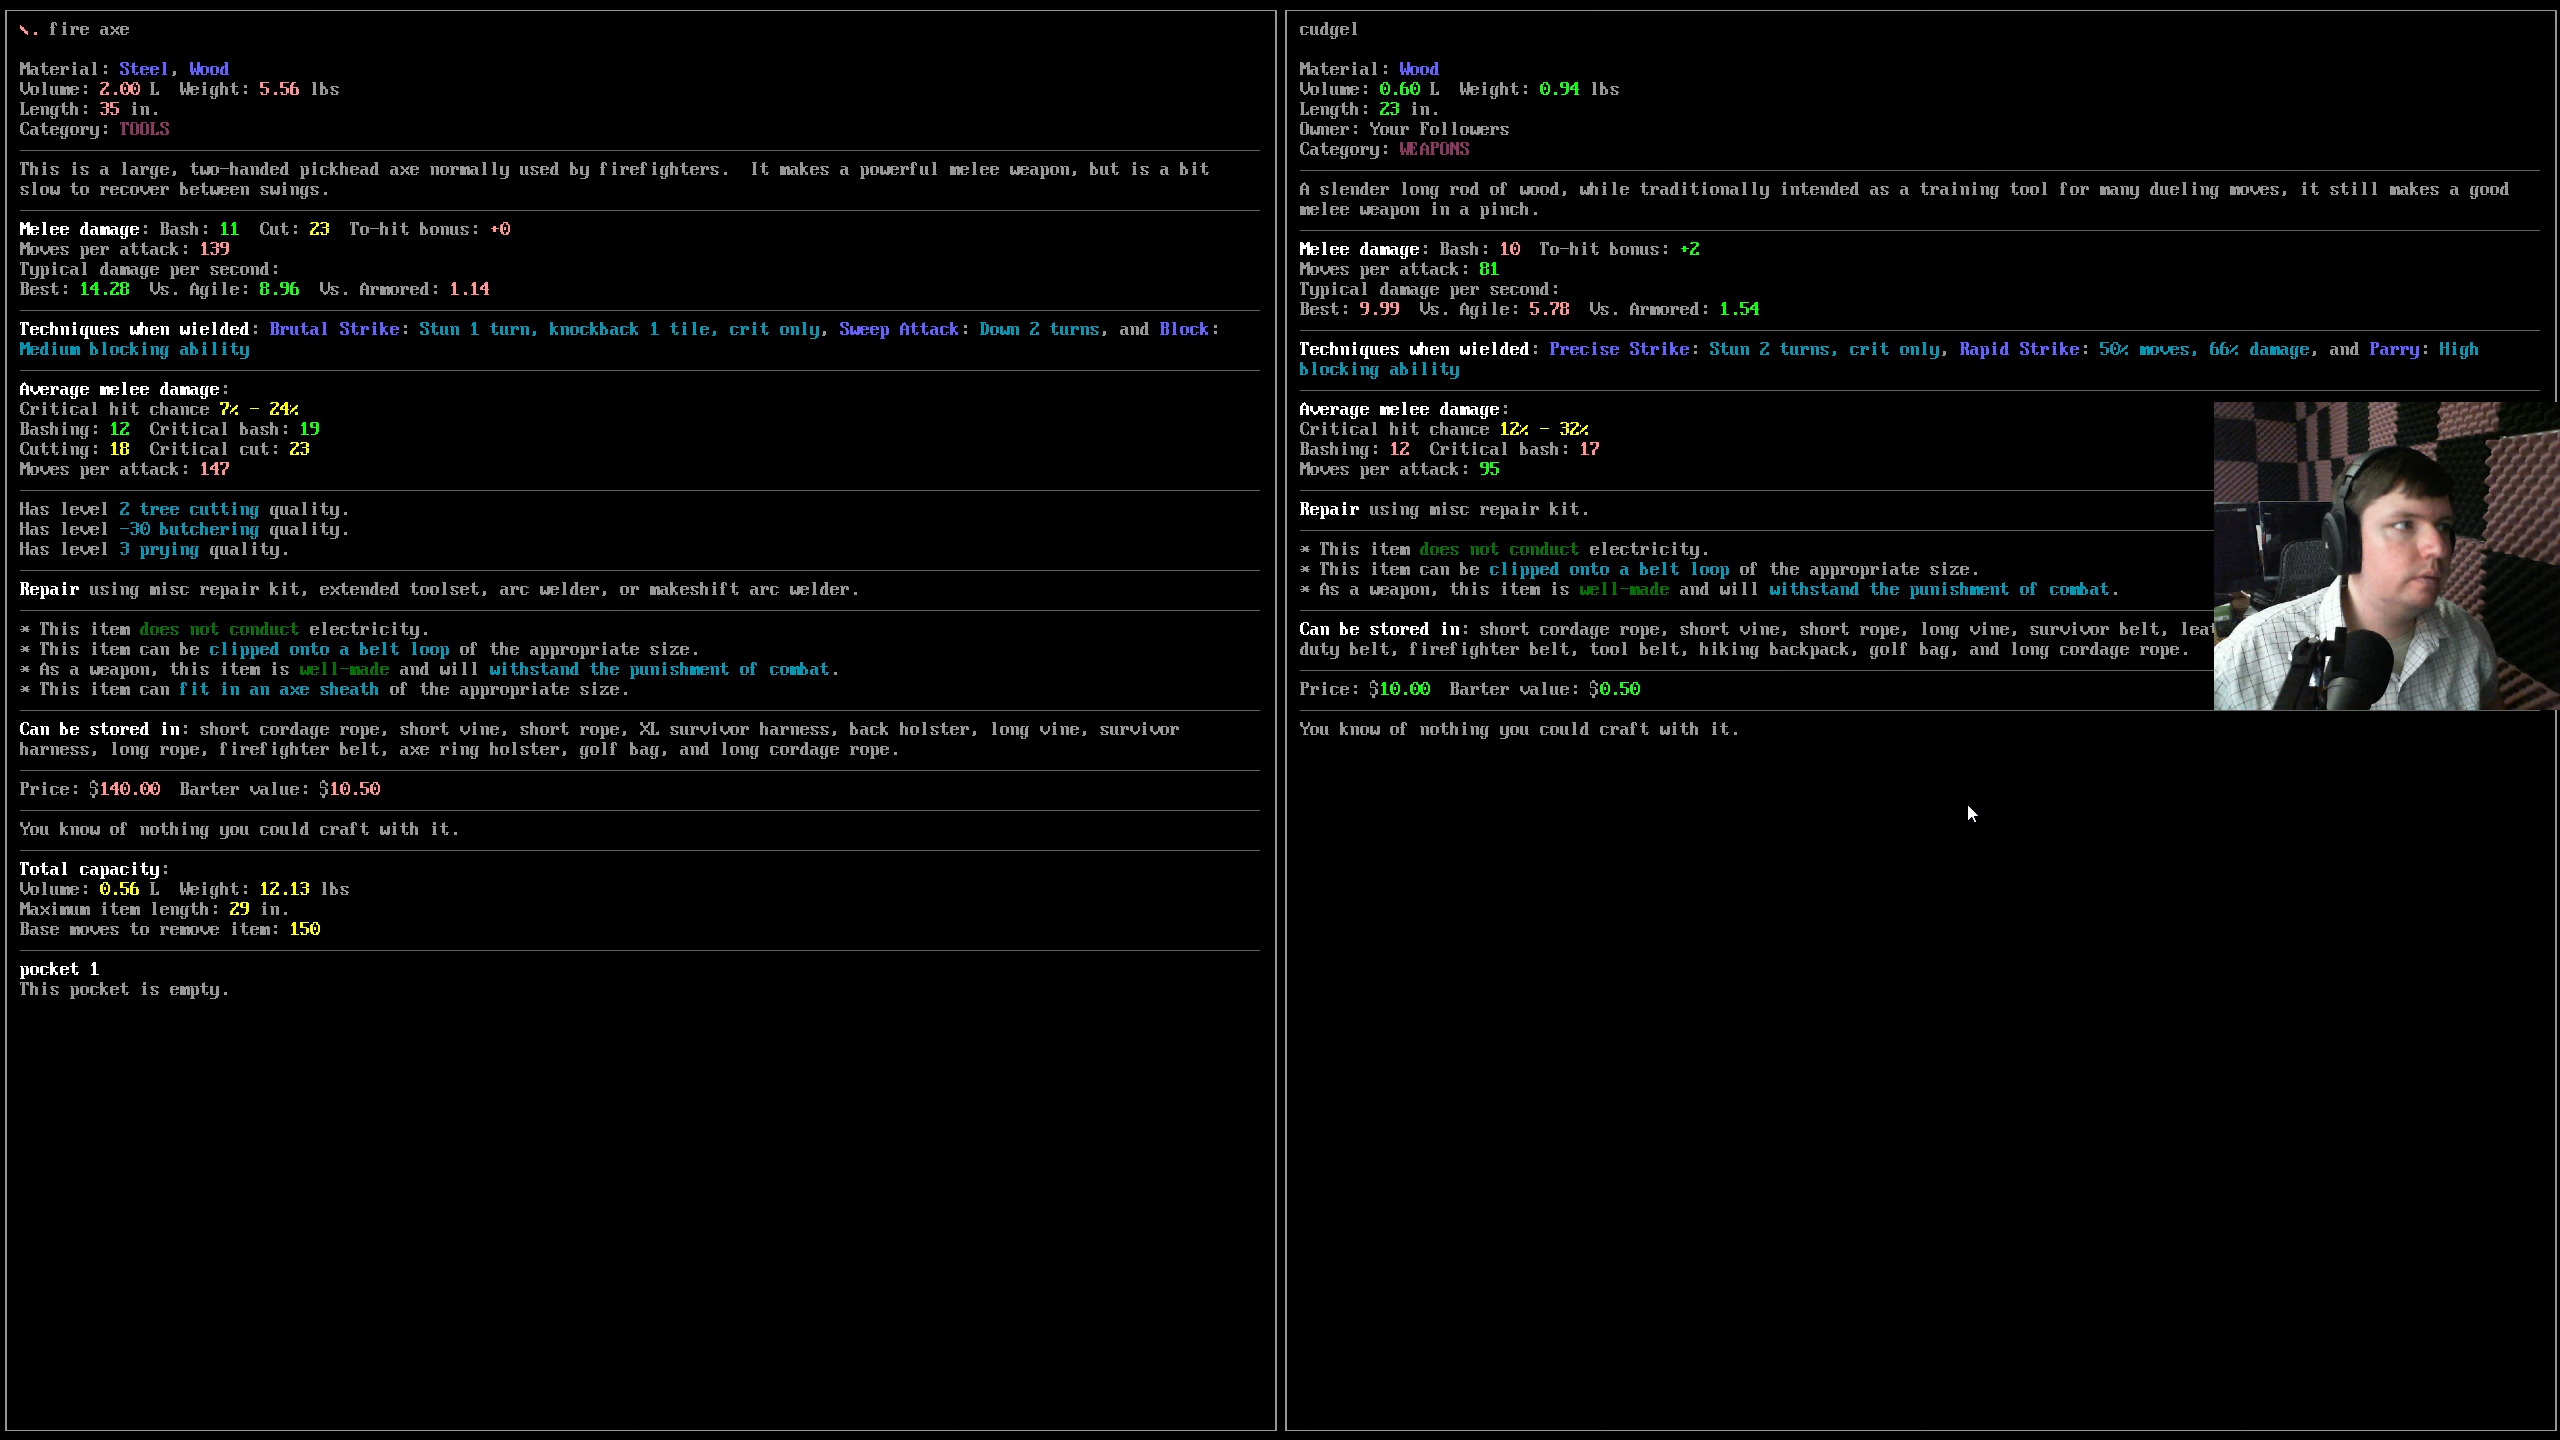 \. fire axe
Material: Steel, Wood
Volume: 2.00 L  Weight: 5.56 lbs
Length: 35 in.
Category: TOOLS
This is a large, two-handed pickhead axe normally used by firefighters.  It makes a powerful melee weapon, but is a bit
slow to recover between swings.
Melee damage: Bash: 11  Cut: 23  To-hit bonus: +0
Moves per attack: 139
Typical damage per second:
Best: 14.28  Vs. Agile: 8.96  Vs. Armored: 1.14
Techniques when wielded: Brutal Strike: Stun 1 turn, knockback 1 tile, crit only, Sweep Attack: Down 2 turns, and Block:
Medium blocking ability
Average melee damage:
Critical hit chance 7% - 24%
Bashing: 12  Critical bash: 19
Cutting: 18  Critical cut: 23
Moves per attack: 147
Has level 2 tree cutting quality.
Has level -30 butchering quality.
Has level 3 prying quality.
Repair using misc repair kit, extended toolset, arc welder, or makeshift arc welder.
* This item does not conduct electricity.
* This item can be clipped onto a belt loop of the appropriate size.
* As a weapon, this item is well-made and will withstand the punishment of combat.
* This item can fit in an axe sheath of the appropriate size.
Can be stored in: short cordage rope, short vine, short rope, XL survivor harness, back holster, long vine, survivor
harness, long rope, firefighter belt, axe ring holster, golf bag, and long cordage rope.
Price: $140.00  Barter value: $10.50
You know of nothing you could craft with it.
Total capacity:
Volume: 0.56 L  Weight: 12.13 lbs
Maximum item length: 29 in.
Base moves to remove item: 150
pocket 1
This pocket is empty.
cudgel
Material: Wood
Volume: 0.60 L  Weight: 0.94 lbs
Length: 23 in.
Owner: Your Followers
Category: WEAPONS
A slender long rod of wood, while traditionally intended as a training tool for many dueling moves, it still makes a good
melee weapon in a pinch.
Melee damage: Bash: 10  To-hit bonus: +2
Moves per attack: 81
Typical damage per second:
Best: 9.99  Vs. Agile: 5.78  Vs. Armored: 1.54
Techniques when wielded: Precise Strike: Stun 2 turns, crit only, Rapid Strike: 50% moves, 66% damage, and Parry: High
blocking ability
Average melee damage:
Critical hit chance 12% - 32%
Bashing: 12  Critical bash: 17
Moves per attack: 95
Repair using misc repair kit.
* This item does not conduct electricity.
* This item can be clipped onto a belt loop of the appropriate size.
* As a weapon, this item is well-made and will withstand the punishment of combat.
Can be stored in: short cordage rope, short vine, short rope, long vine, survivor belt,
duty belt, firefighter belt, tool belt, hiking backpack, golf bag, and long cordage rope.
Price: $10.00  Barter value: $0.50
You know of nothing you could craft with it.